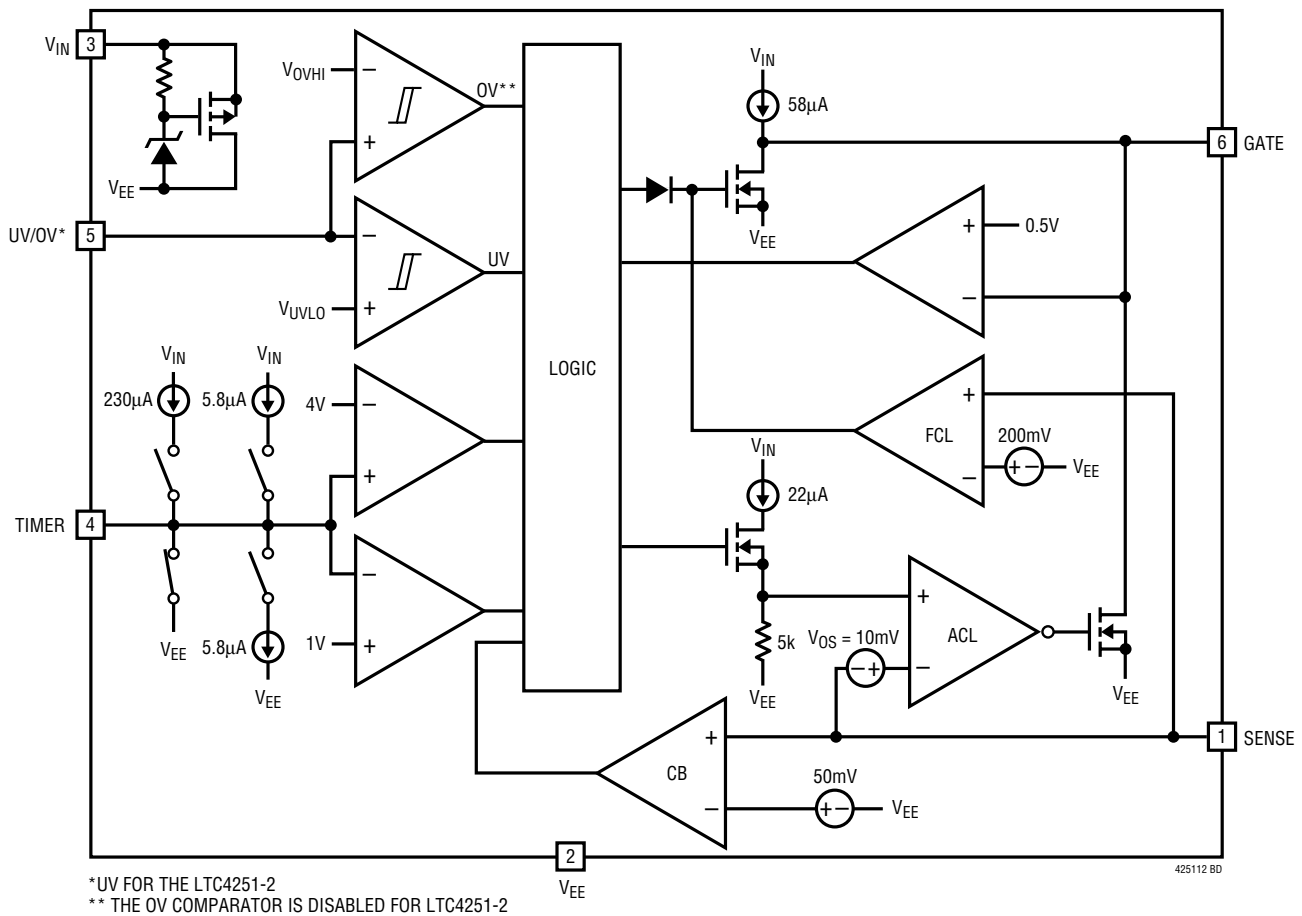 VIN
3
VEE
UV/OV*
5
VOVHI
−
+
OV**
−
+
UV
VUVLO
VIN
VIN
230µA
5.8µA
4V
−
+
TIMER
4
−
+
1V
VEE
5.8µA
VEE
LOGIC
VIN
58µA
VEE
6
GATE
+
0.5V
−
FCL
+
−
200mV
+ −
VEE
VIN
22µA
5k
VEE
VOS = 10mV
− +
+
ACL
−
VEE
1
SENSE
+
CB
−
50mV
+ −
VEE
2
VEE
425112 BD
*UV FOR THE LTC4251-2
** THE OV COMPARATOR IS DISABLED FOR LTC4251-2